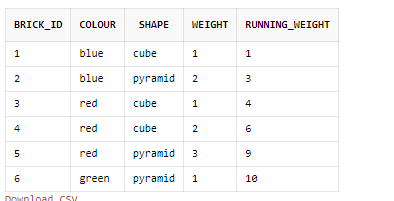 BRICK_ID COLOUR SHAPE WEIGHT RUNNING_WEIGHT
1 blue cube 1 1
2 blue pyramid 2 3
3 red cube 1 4
4 red cube 2 6
5 red pyramid 3 9
6 green pyramid 1 10
Download CSV